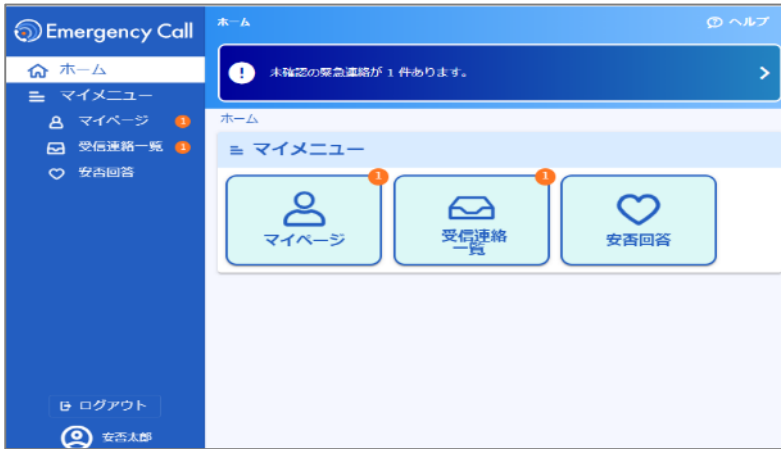 Emergency Call
ホーム
ヘルプ
ホーム
未確認の緊急連絡が 1 件あります。
マイメニュー
マイページ 1
受信連絡一覧 1
安否回答
ホーム
マイメニュー
1
1
マイページ
受信連絡
一覧
安否回答
ログアウト
安否太郎